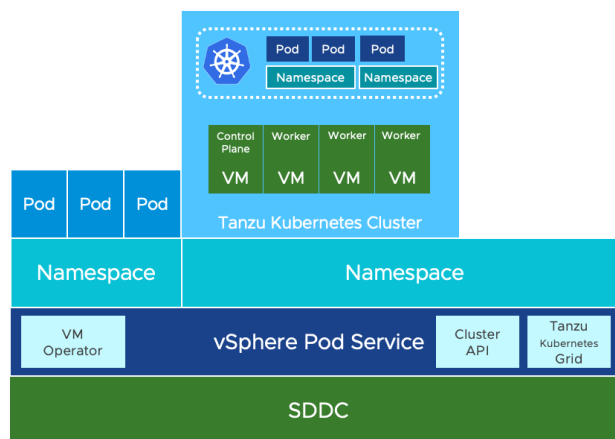 Pod Pod Pod
Namespace Namespace
Control Plane Worker Worker Worker
VM VM VM VM
Tanzu Kubernetes Cluster
Pod Pod Pod
Namespace Namespace
VM Operator
vSphere Pod Service
Cluster API
Tanzu Kubernetes Grid
SDDC